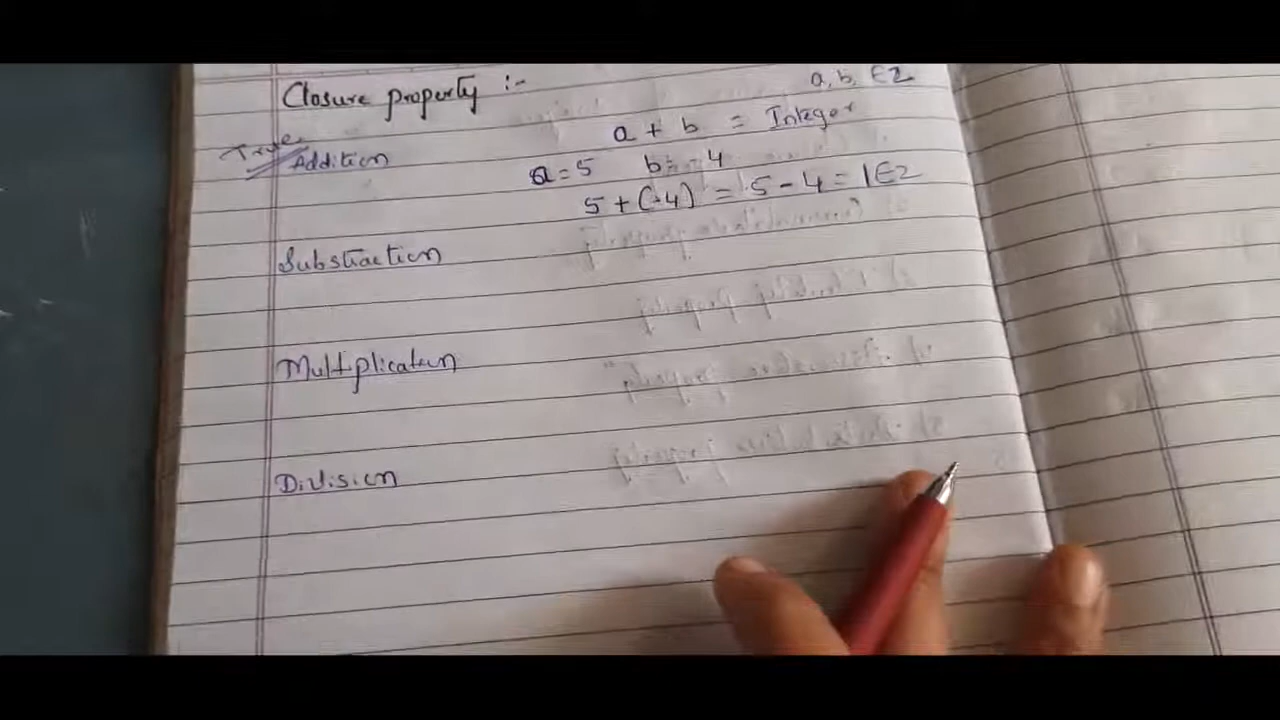 Closure property :-
a, b, ∈ Z
a + b = Integer
True
Addition
a = 5 b = -4
5 + (-4) = 5 - 4 = 1 ∈ Z
Substraction
Multiplication
Division